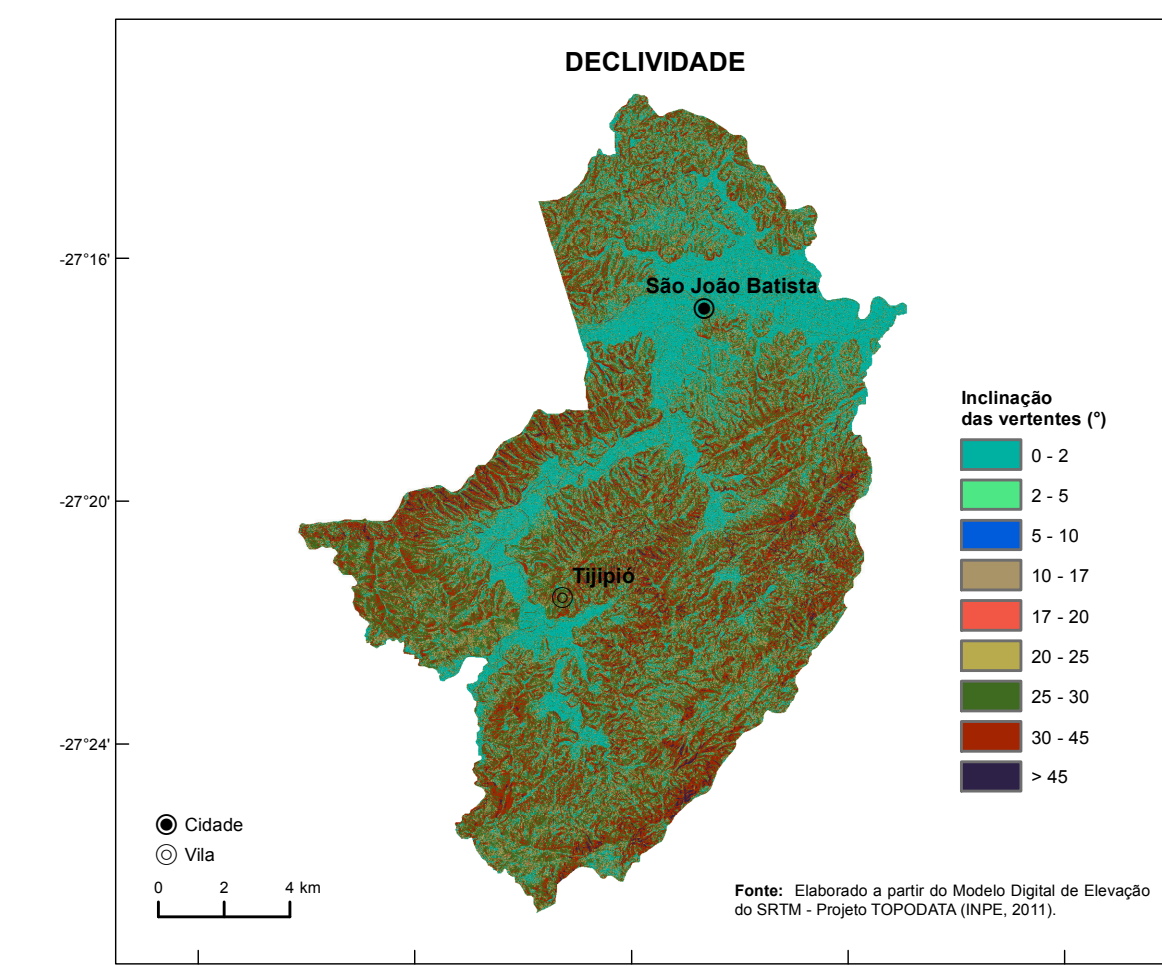 DECLIVIDADE
-27°16'
São João Batista
Inclinação
das vertentes (°)
0 - 2
2 - 5
-27°20'
5 - 10
10 - 17
Tijipió
17 - 20
20 - 25
25 - 30
30 - 45
-27°24'
> 45
Cidade
Vila
0 2 4 km
Fonte: Elaborado a partir do Modelo Digital de Elevação
do SRTM - Projeto TOPODATA (INPE, 2011).